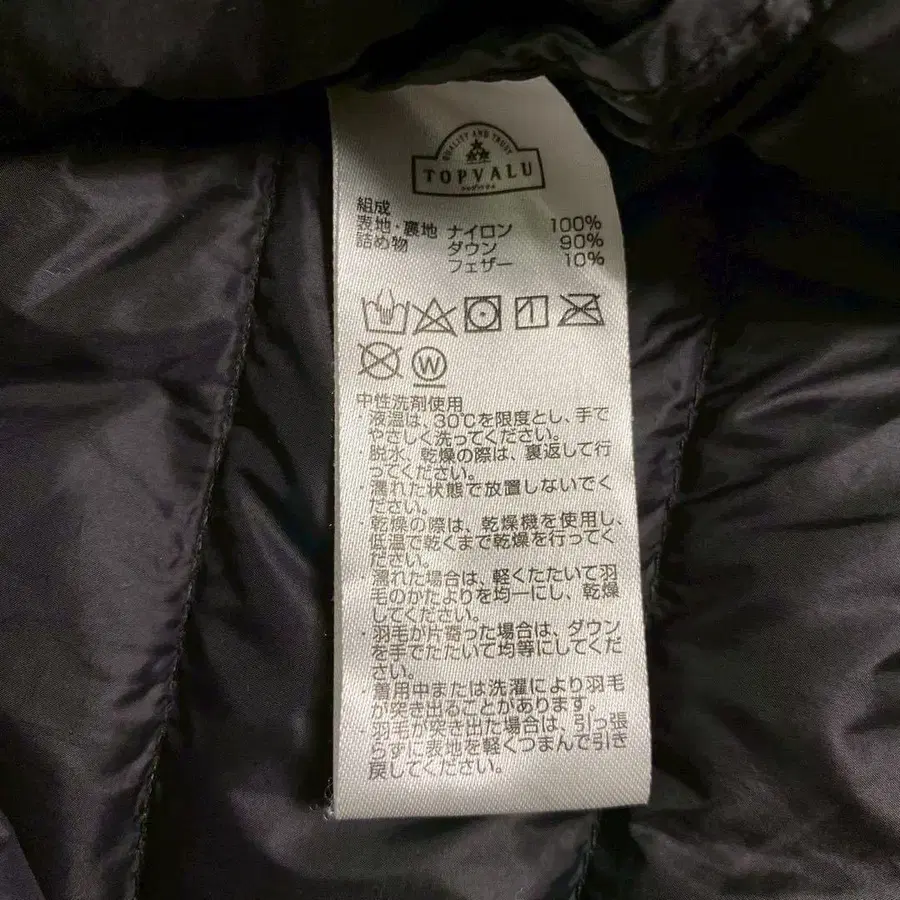 QUALITY AND TRUST
TOPVALU
組成
表地・裏地 ナイロン 100%
詰め物 ダウン 90%
フェザー 10%
W
中性洗剤使用
・液温は、30℃を限度とし、手で
やさしく洗ってください。
・脱水、乾燥の際は、裏返して行
ってください。
・濡れた状態で放置しないでく
ださい。
・乾燥の際は、乾燥機を使用し、
低温で乾くまで乾燥を行ってく
ださい。
・濡れた場合は、軽くたたいて羽
毛のかたよりを均一にし、乾燥
してください。
・羽毛が片寄った場合は、ダウン
を手でたたいて均等にしてくだ
さい。
・着用中または洗濯により羽毛
が突き出ることがあります。
・羽毛が突き出た場合は、引っ張
らずに表地を軽くつまんで引き
戻してください。